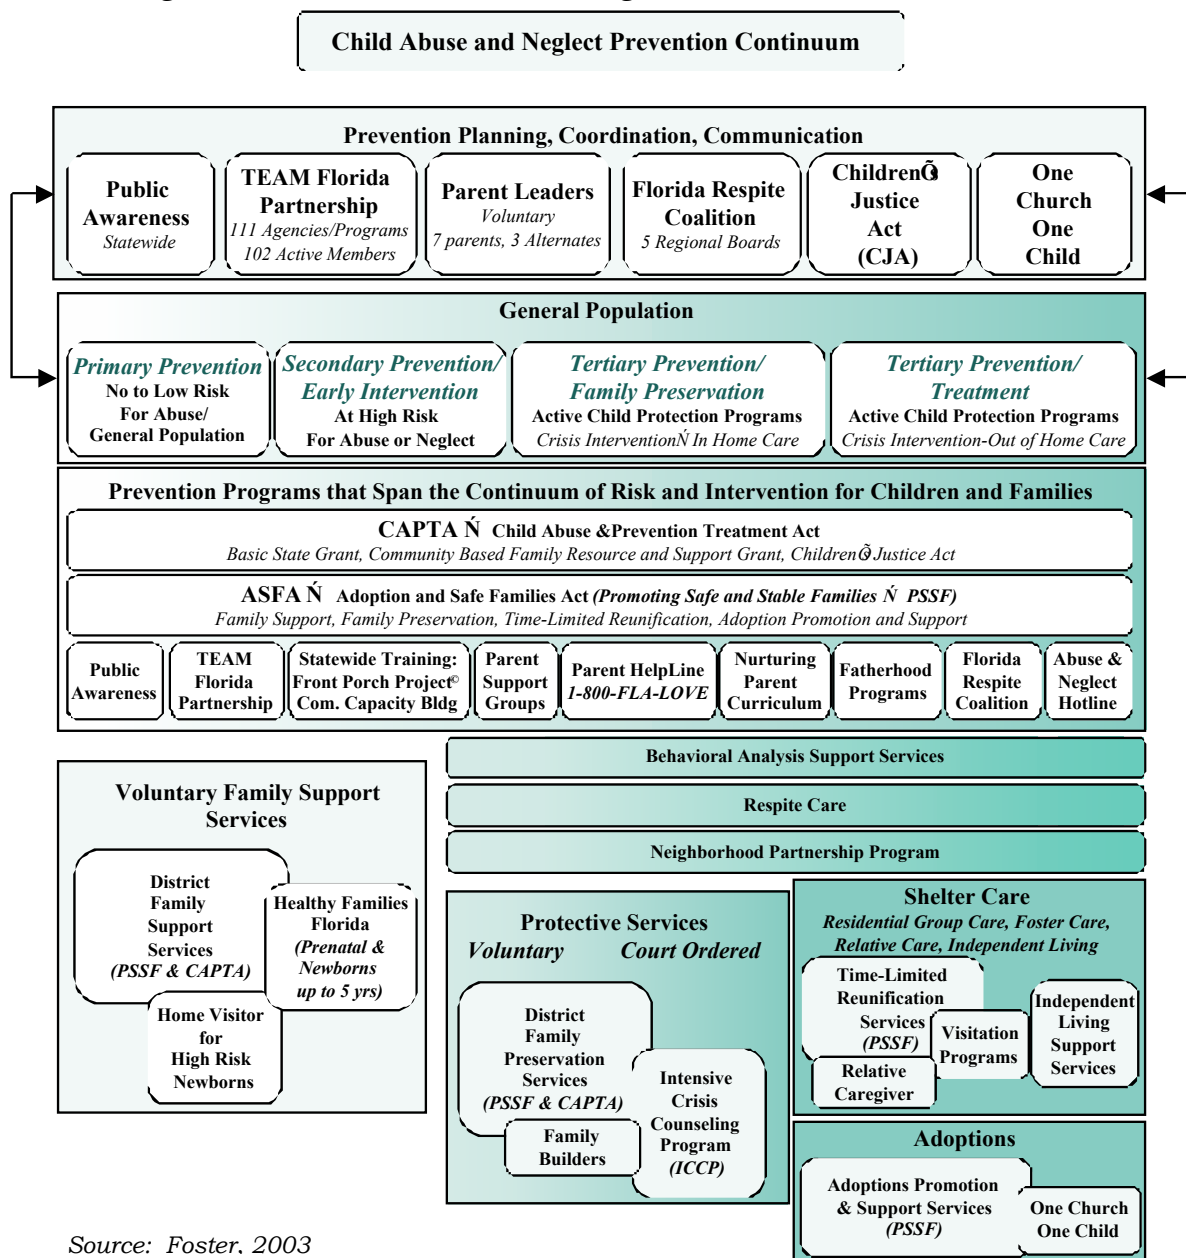 Child Abuse and Neglect Prevention Continuum
Prevention Planning, Coordination, Communication
Public
Awareness
Statewide
TEAM Florida
Partnership
111 Agencies/Programs
102 Active Members
Parent Leaders
Voluntary
7 parents, 3 Alternates
Florida Respite
Coalition
5 Regional Boards
ChildrenÕs
Justice
Act
(CJA)
One
Church
One
Child
General Population
Primary Prevention
No to Low Risk
For Abuse/
General Population
Secondary Prevention/
Early Intervention
At High Risk
For Abuse or Neglect
Tertiary Prevention/
Family Preservation
Active Child Protection Programs
Crisis InterventionŃ In Home Care
Tertiary Prevention/
Treatment
Active Child Protection Programs
Crisis Intervention-Out of Home Care
Prevention Programs that Span the Continuum of Risk and Intervention for Children and Families
CAPTA Ń Child Abuse &Prevention Treatment Act
Basic State Grant, Community Based Family Resource and Support Grant, ChildrenÕs Justice Act
ASFA Ń Adoption and Safe Families Act (Promoting Safe and Stable Families Ń PSSF)
Family Support, Family Preservation, Time-Limited Reunification, Adoption Promotion and Support
Public
Awareness
TEAM
Florida
Partnership
Statewide Training:
Front Porch Project©
Com. Capacity Bldg
Parent
Support
Groups
Parent HelpLine
1-800-FLA-LOVE
Nurturing
Parent
Curriculum
Fatherhood
Programs
Florida
Respite
Coalition
Abuse &
Neglect
Hotline
Behavioral Analysis Support Services
Respite Care
Neighborhood Partnership Program
Voluntary Family Support
Services
District
Family
Support
Services
(PSSF & CAPTA)
Healthy Families
Florida
(Prenatal &
Newborns
up to 5 yrs)
Home Visitor
for
High Risk
Newborns
Protective Services
Voluntary Court Ordered
District
Family
Preservation
Services
(PSSF & CAPTA)
Intensive
Crisis
Counseling
Program
(ICCP)
Family
Builders
Shelter Care
Residential Group Care, Foster Care,
Relative Care, Independent Living
Time-Limited
Reunification
Services
(PSSF)
Visitation
Programs
Independent
Living
Support
Services
Relative
Caregiver
Adoptions
Adoptions Promotion
& Support Services
(PSSF)
One Church
One Child
Source: Foster, 2003